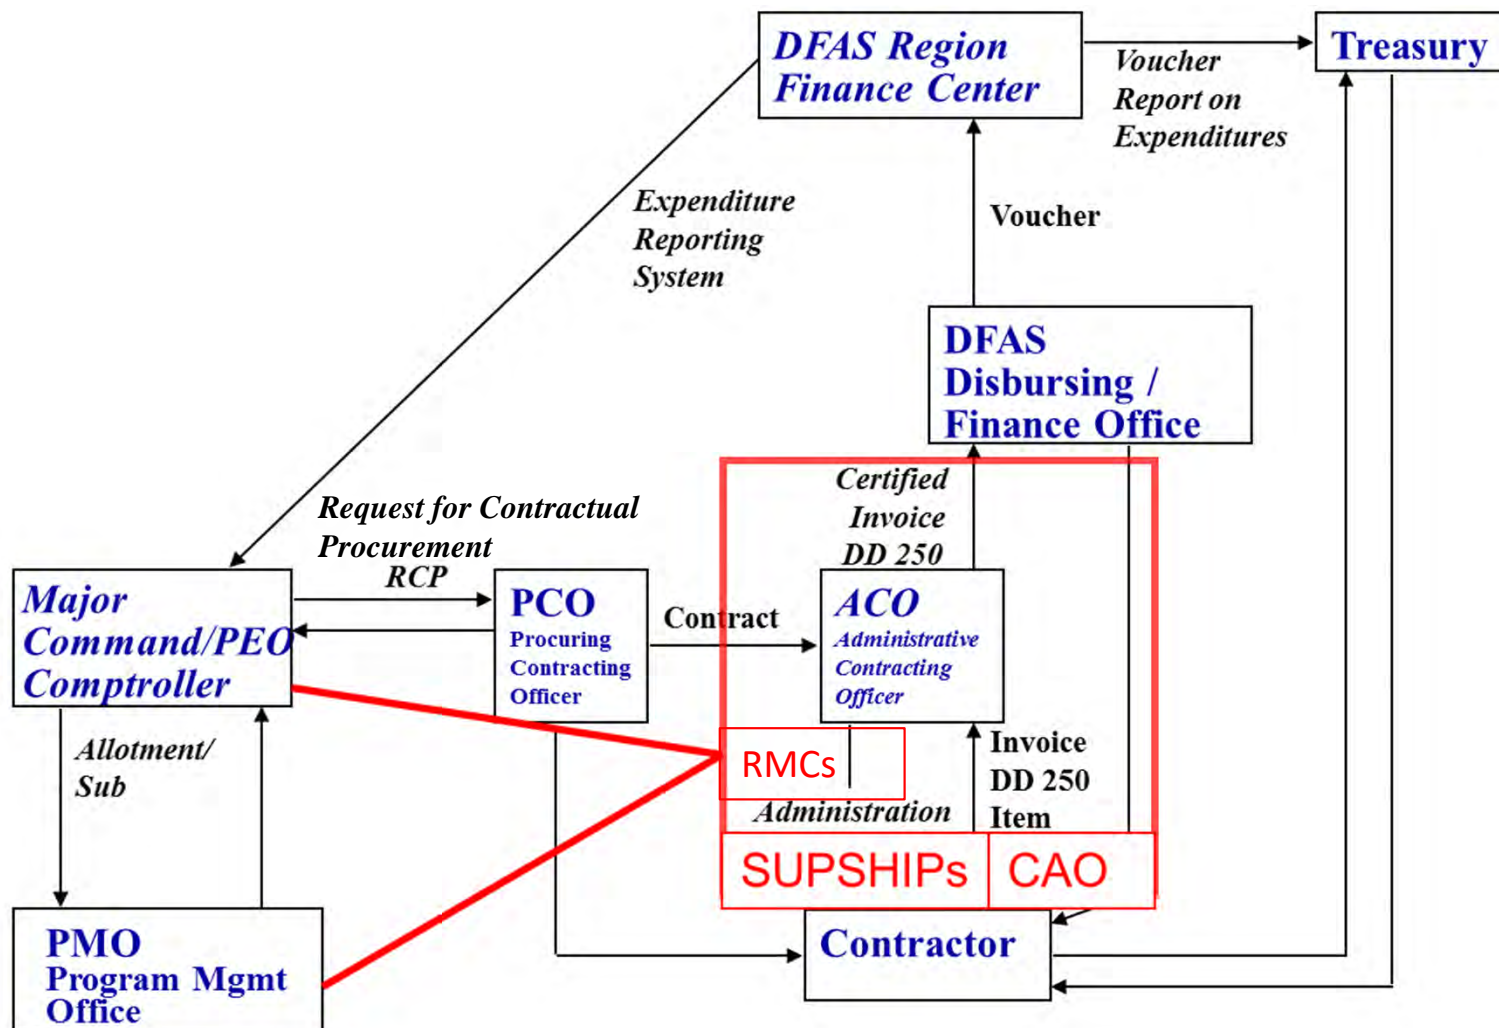 DFAS Region
Finance Center
Treasury
Voucher
Report on
Expenditures
Expenditure
Reporting
System
Voucher
DFAS
Disbursing /
Finance Office
Certified
Invoice
DD 250
Request for Contractual
Procurement
RCP
Major
Command/PEO
Comptroller
PCO
Procuring
Contracting
Officer
Contract
ACO
Administrative
Contracting
Officer
Allotment/
Sub
RMCs
Administration
Invoice
DD 250
Item
SUPSHIPs
CAO
PMO
Program Mgmt
Office
Contractor